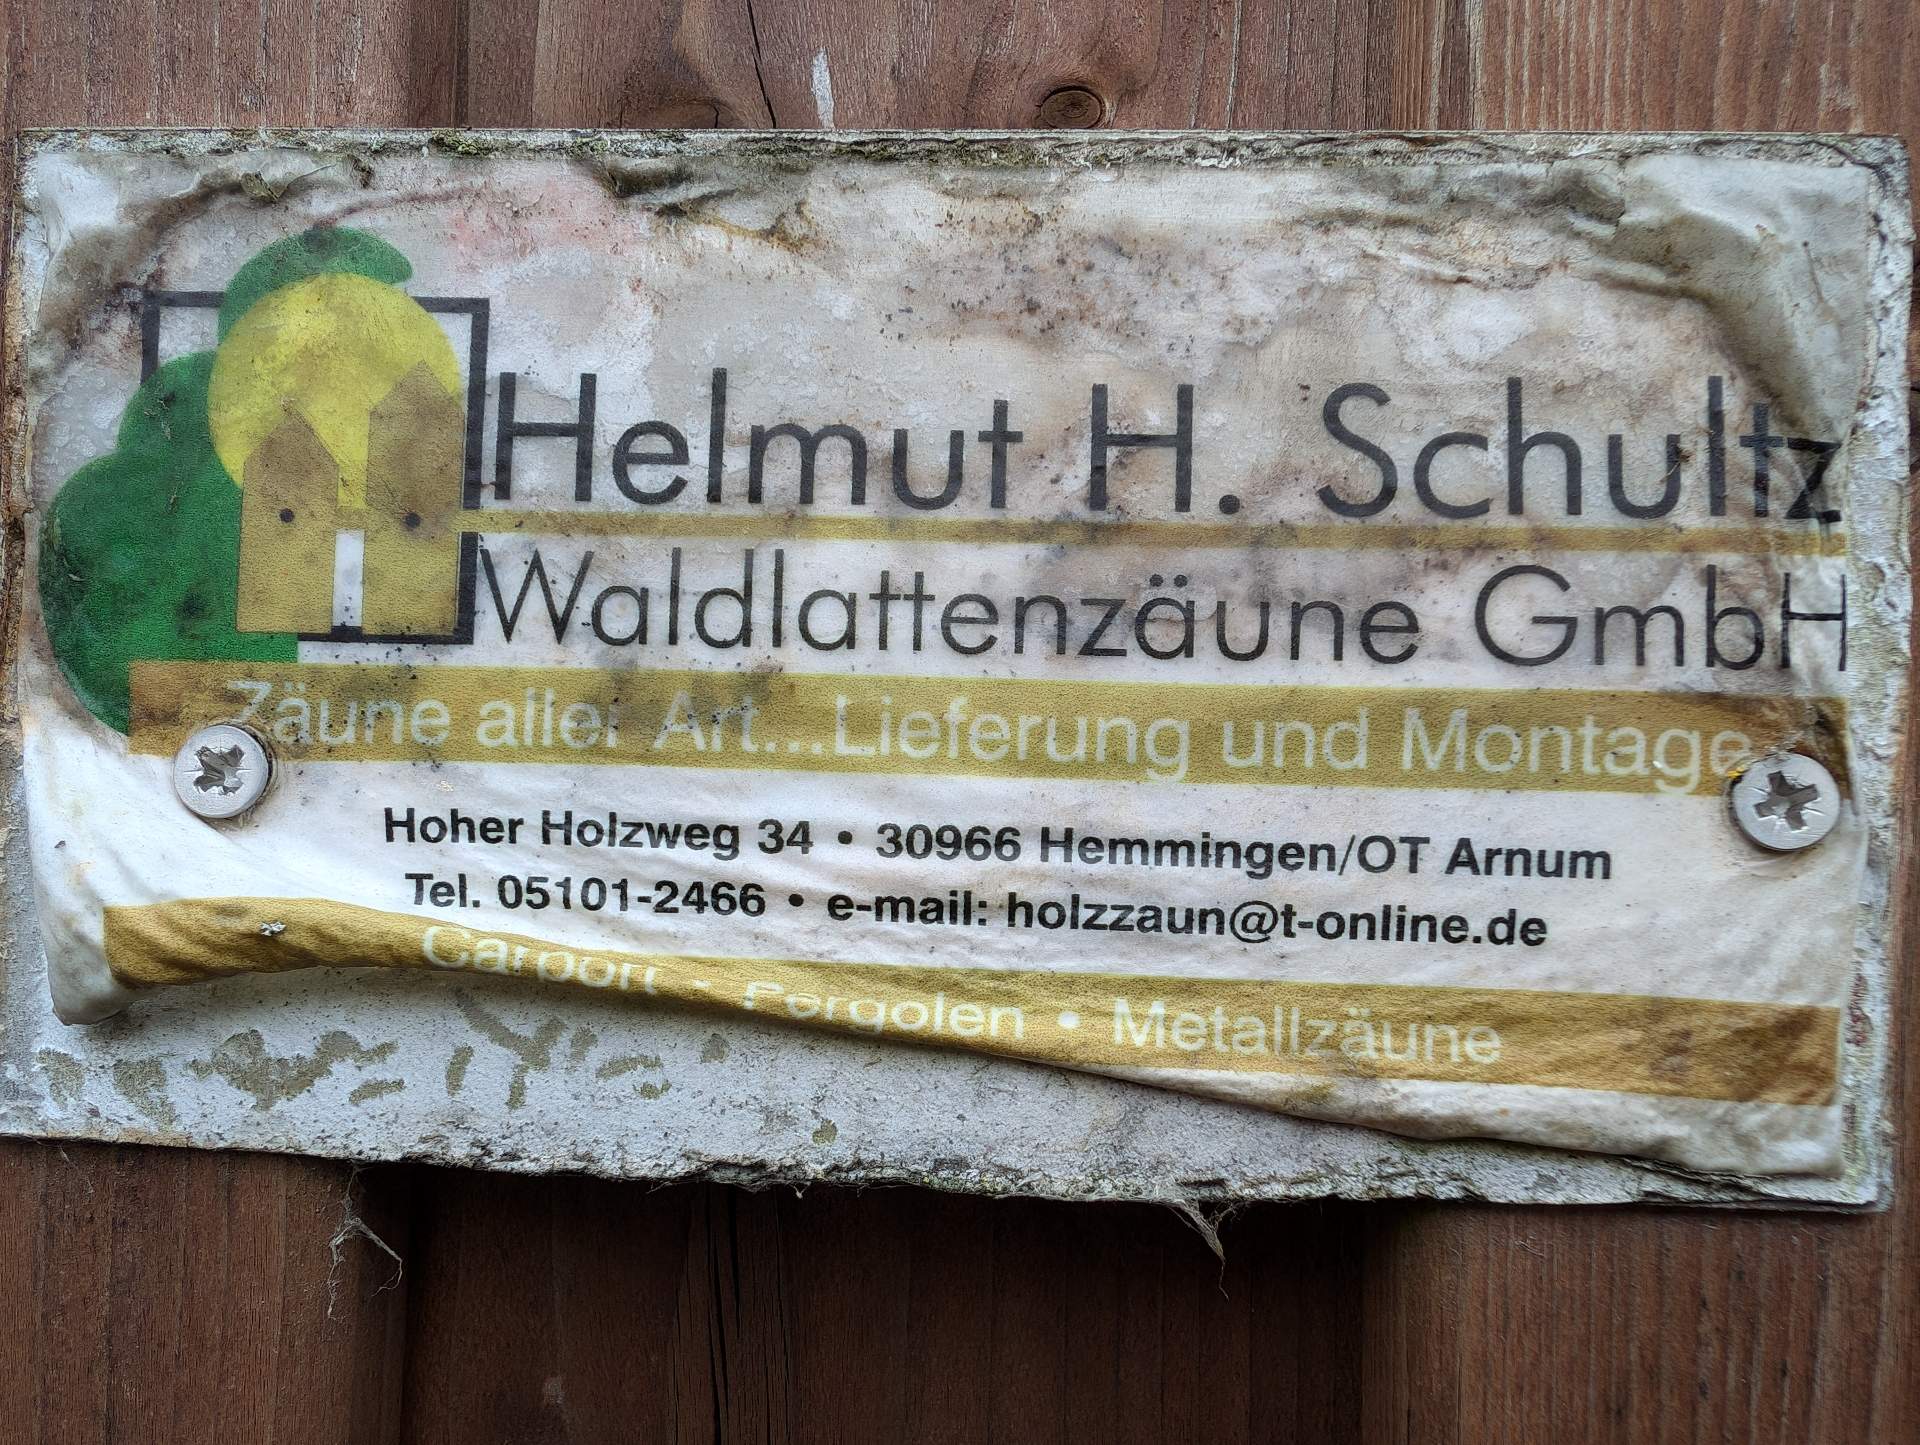 Helmut H. Schultz
Waldlattenzäune GmbH
Zäune aller Art...Lieferung und Montage
Hoher Holzweg 34 • 30966 Hemmingen/OT Arnum
Tel. 05101-2466 • e-mail: holzzaun@t-online.de
Carport • Pergolen • Metallzäune